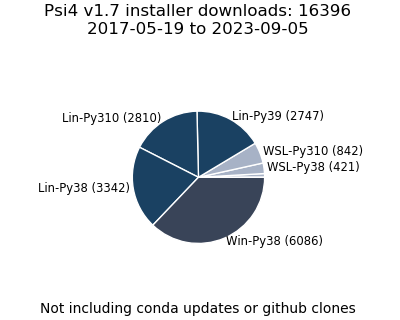 Psi4 v1.7 installer downloads: 16396
2017-05-19 to 2023-09-05
Lin-Py310 (2810)
Lin-Py39 (2747)
WSL-Py310 (842)
WSL-Py38 (421)
Lin-Py38 (3342)
Win-Py38 (6086)
Not including conda updates or github clones